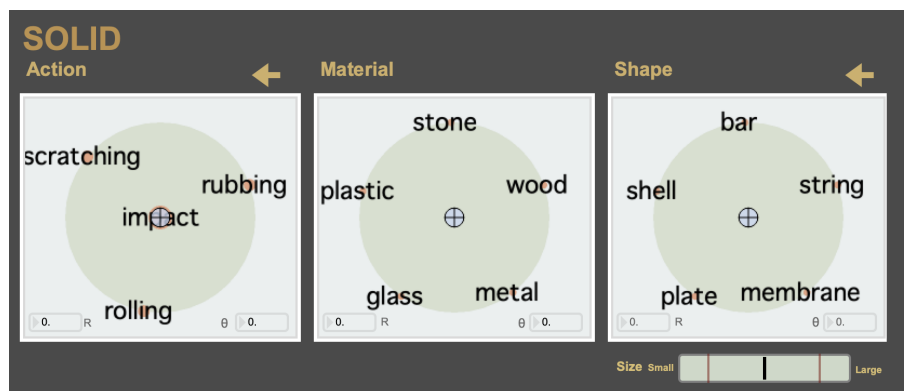 SOLID
Action
Material
Shape
scratching
rubbing
impact
rolling
0. R θ 0.
stone
plastic
wood
glass
metal
0. R θ 0.
bar
shell
string
plate
membrane
0. R θ 0.
Size Small Large